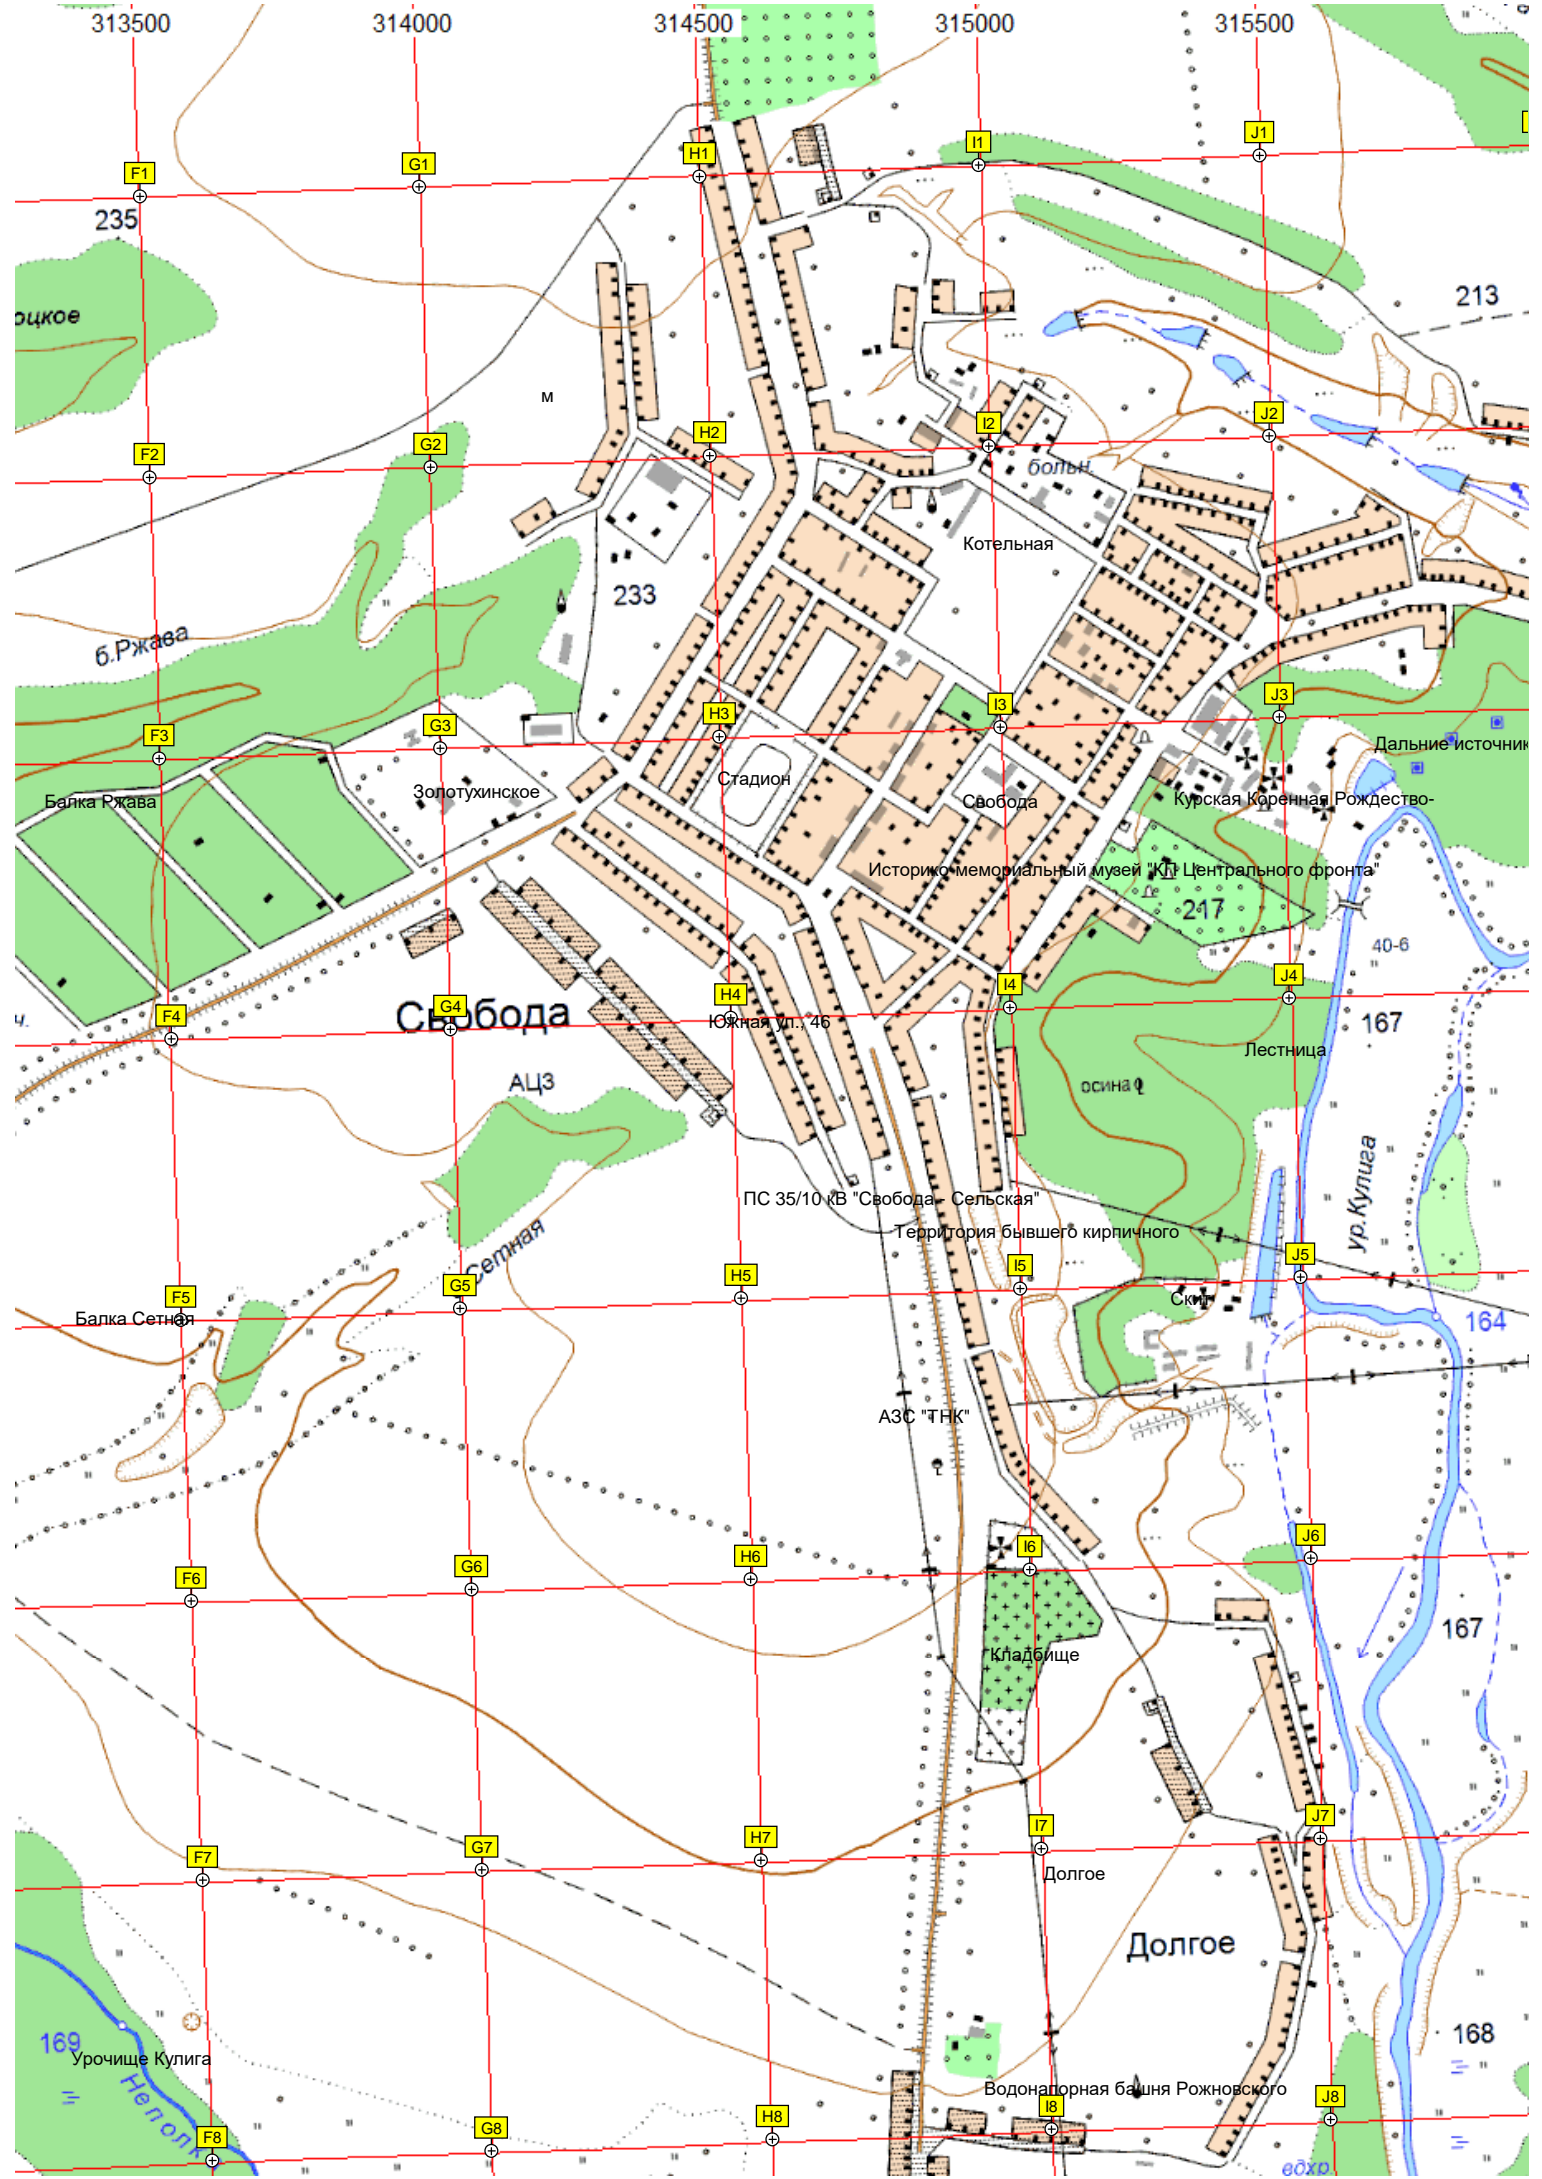 313500 314000 314500 315000 315500
F1 G1 H1 I1 J1
235
213
м
F2 G2 H2 I2 J2
больн.
Котельная
233
б.Ржава
F3 G3 H3 I3 J3
Дальние источник
Балка Ржава
Золотухинское
Стадион
Свобода
Курская Коренная Рождество-
Историко-мемориальный музей "КП Центрального фронта"
217
40-6
F4 G4 H4 I4 J4
Свобода
Южная ул., 46
167
Лестница
АЦЗ
осина
ур.Кулига
ПС 35/10 кВ "Свобода - Сельская"
Территория бывшего кирпичного
Сетная
F5 G5 H5 I5 J5
Балка Сетная
Скит
164
АЗС "ТНК"
F6 G6 H6 I6 J6
167
Кладбище
F7 G7 H7 I7 J7
Долгое
Долгое
169
168
Урочище Кулига
Неполк
Водонапорная башня Рожновского
F8 G8 H8 I8 J8
вдхр.